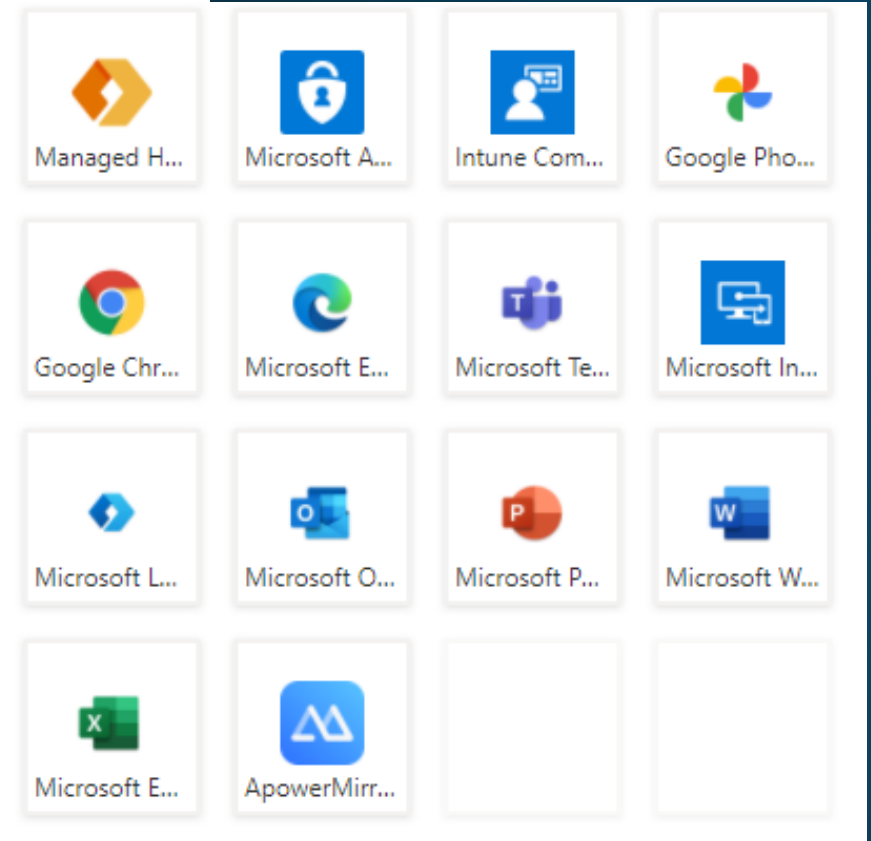 Managed H...
Microsoft A...
Intune Com...
Google Pho...
Google Chr...
Microsoft E...
T
Microsoft Te...
Microsoft In...
Microsoft L...
O
Microsoft O...
P
Microsoft P...
W
Microsoft W...
X
Microsoft E...
ApowerMirr...